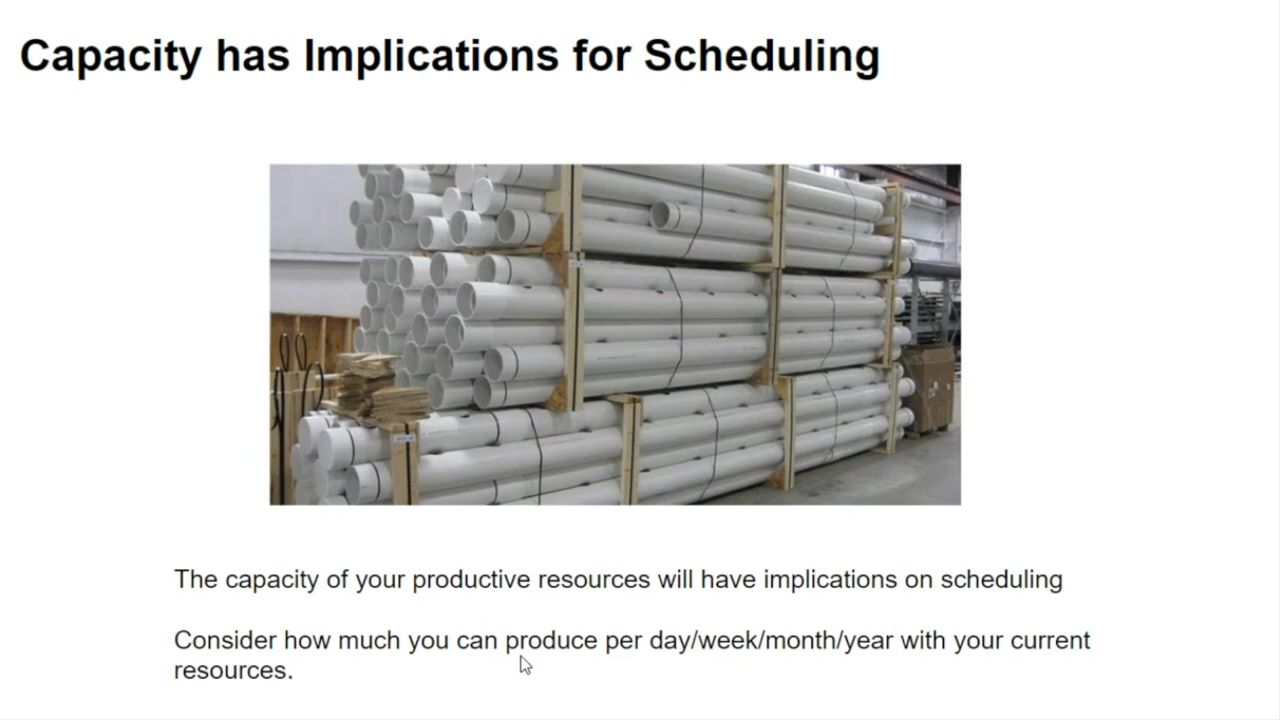 Capacity has Implications for Scheduling
The capacity of your productive resources will have implications on scheduling
Consider how much you can produce per day/week/month/year with your current
resources.